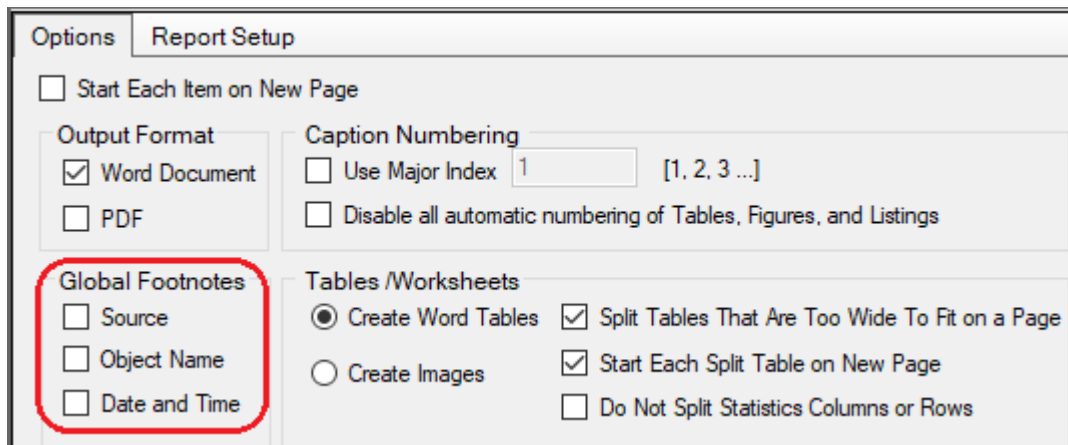 Options Report Setup
Start Each Item on New Page
Output Format
Word Document
PDF
Caption Numbering
Use Major Index 1 [1, 2, 3 ...]
Disable all automatic numbering of Tables, Figures, and Listings
Global Footnotes
Source
Object Name
Date and Time
Tables /Worksheets
Create Word Tables
Create Images
Split Tables That Are Too Wide To Fit on a Page
Start Each Split Table on New Page
Do Not Split Statistics Columns or Rows